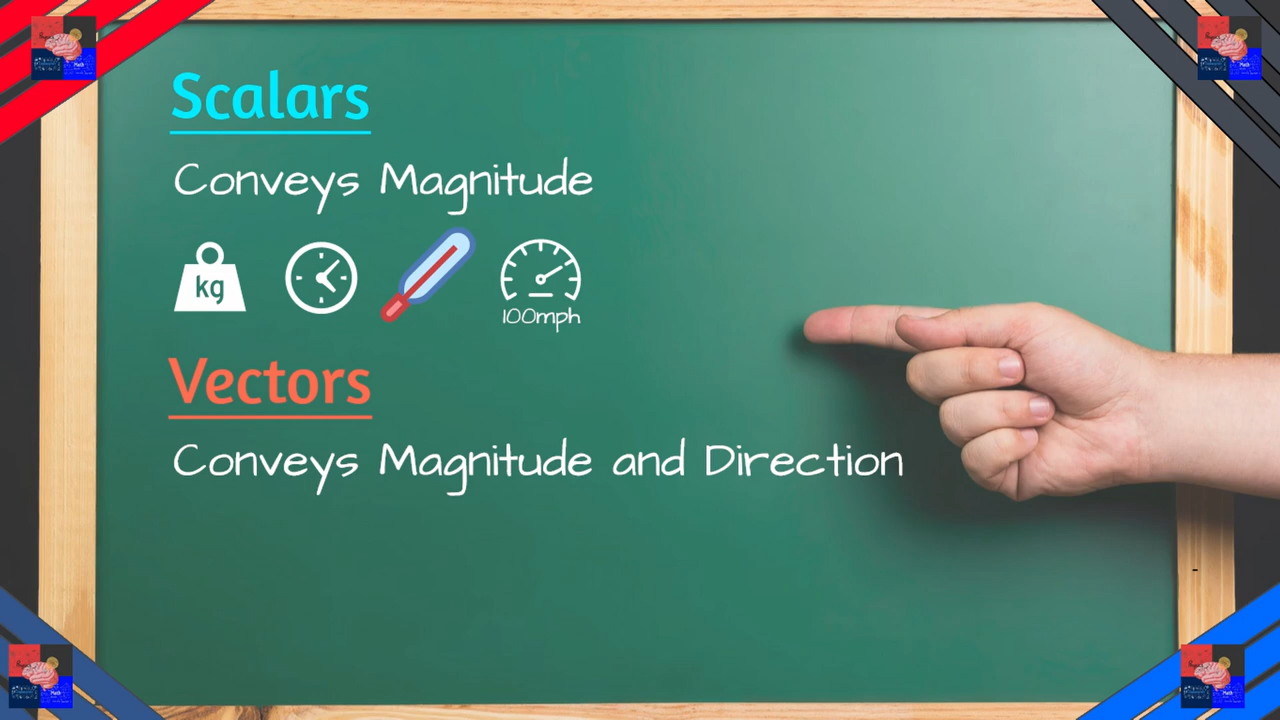 Scalars
Conveys Magnitude
kg
100mph
Vectors
Conveys Magnitude and Direction